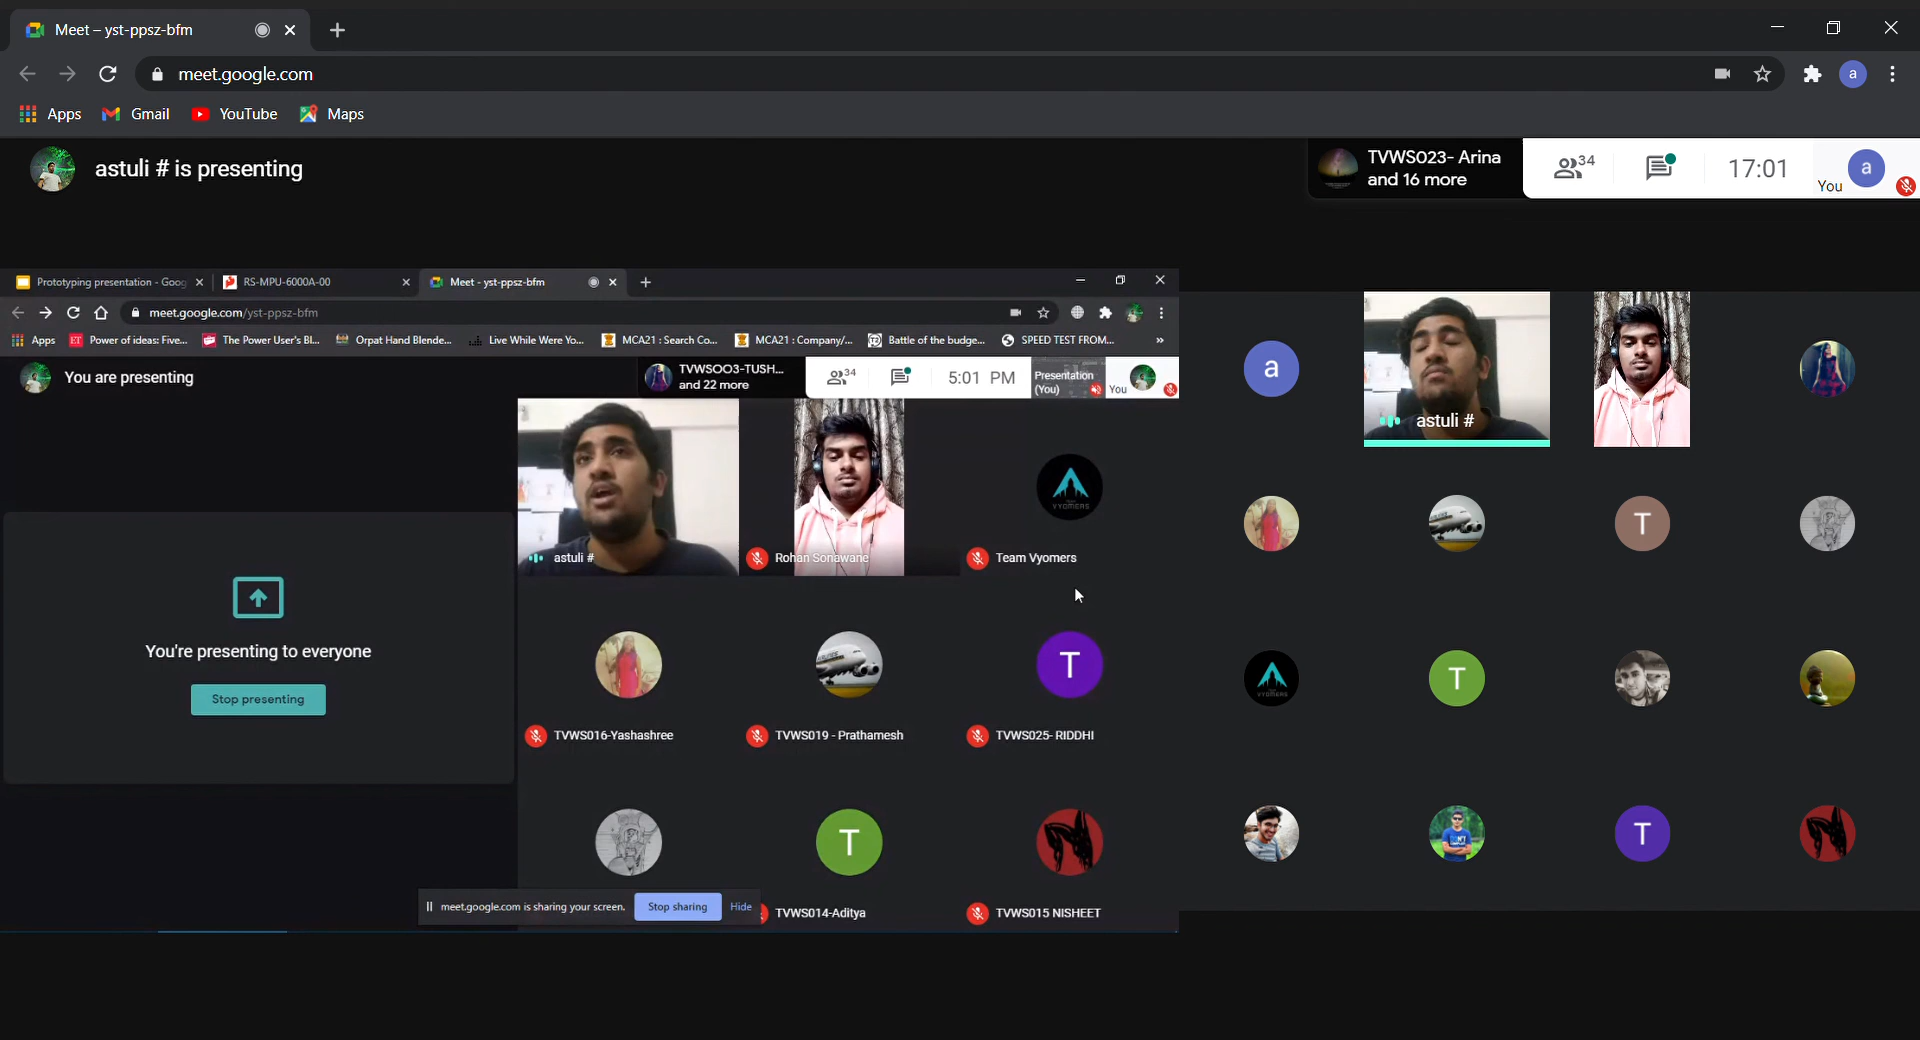 Meet – yst-ppsz-bfm
meet.google.com
a
Apps
Gmail
YouTube
Maps
astuli # is presenting
TVWS023- Arina
and 16 more
34
17:01
You
a
Prototyping presentation - Goog
RS-MPU-6000A-00
Meet - yst-ppsz-bfm
meet.google.com/yst-ppsz-bfm
Apps
Power of ideas: Five...
The Power User's Bl...
Orpat Hand Blende...
Live While Were Yo...
MCA21 : Search Co...
MCA21 : Company/...
Battle of the budge...
SPEED TEST FROM...
»
You are presenting
TVWSOO3-TUSH...
and 22 more
34
5:01 PM
Presentation
(You)
You
astuli #
Rohan Sonawane
VYOMERS
Team Vyomers
You're presenting to everyone
Stop presenting
T
TVWS016-Yashashree
TVWS019 - Prathamesh
TVWS025- RIDDHI
T
meet.google.com is sharing your screen.
Stop sharing
Hide
TVWS014-Aditya
TVWS015 NISHEET
a
astuli #
T
VYOMERS
T
T